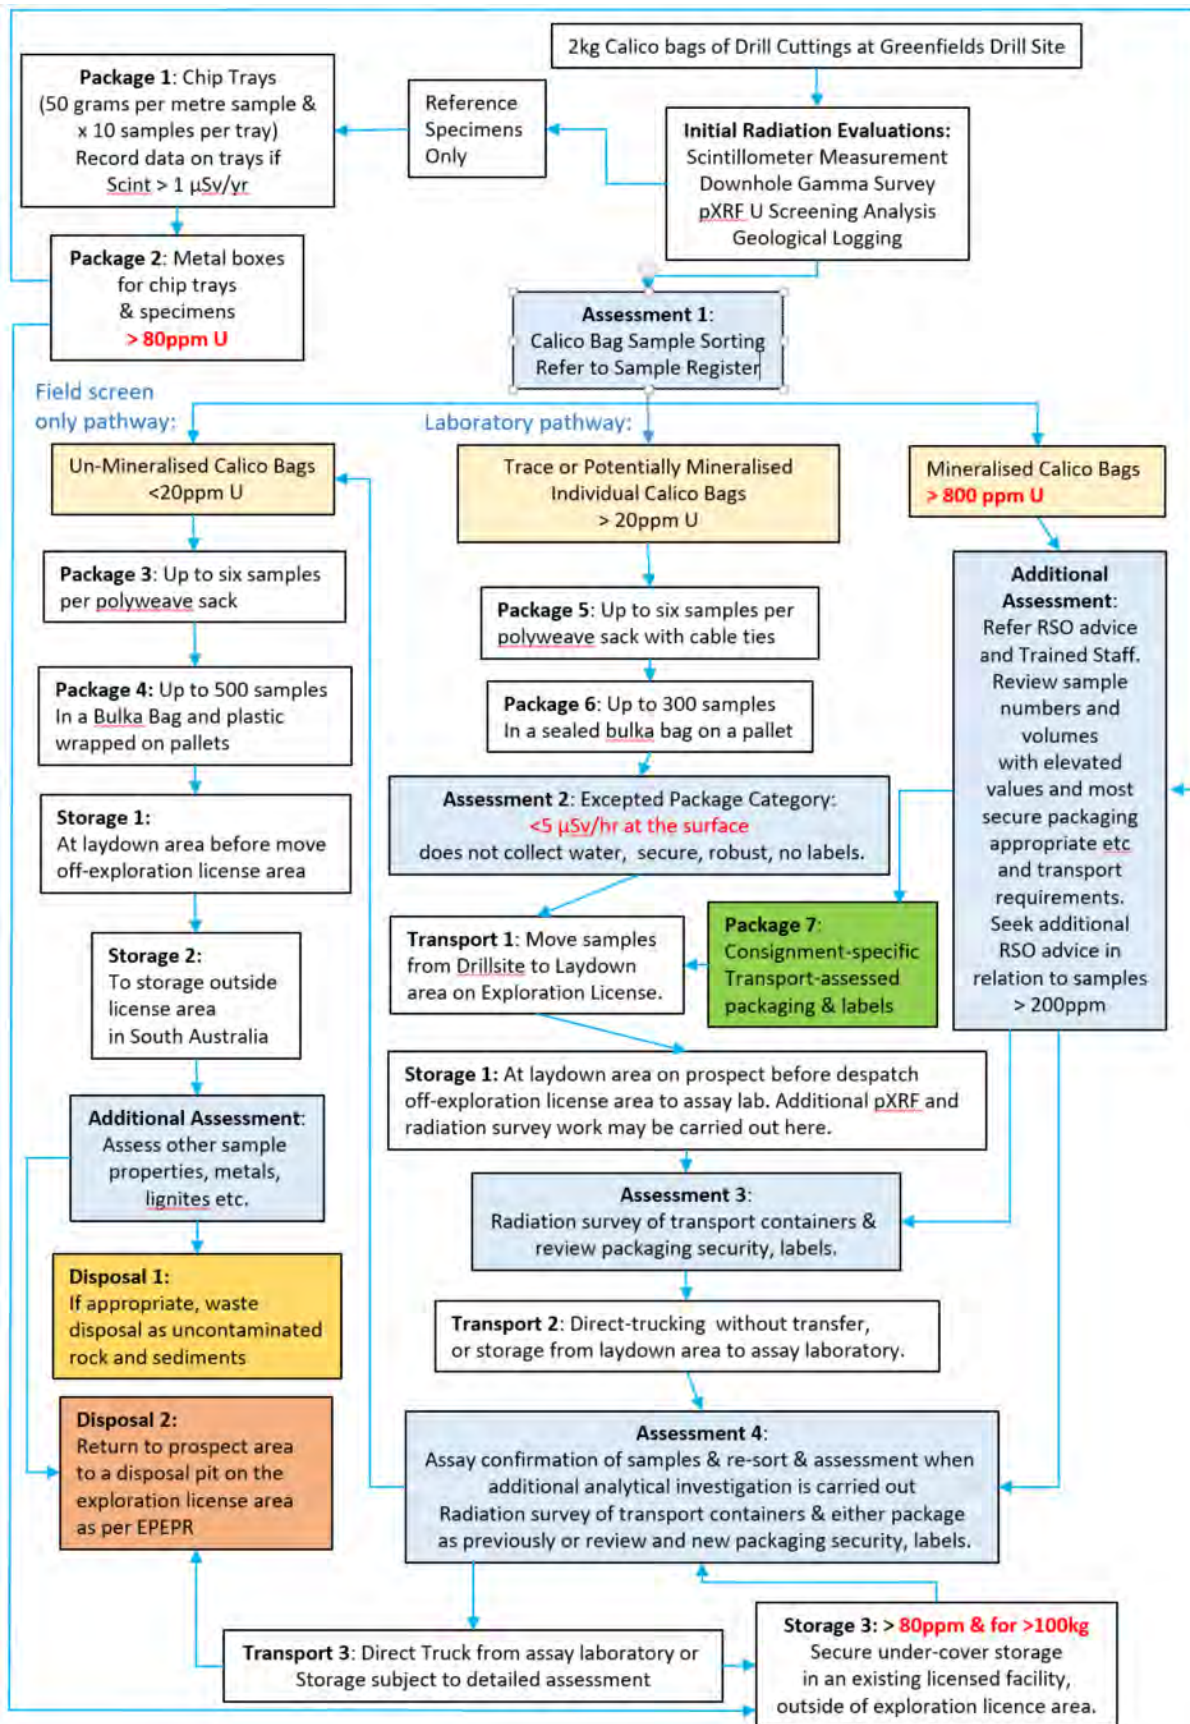 2kg Calico bags of Drill Cuttings at Greenfields Drill Site
Package 1: Chip Trays
(50 grams per metre sample &
x 10 samples per tray)
Record data on trays if
Scint > 1 µSv/yr
Reference
Specimens
Only
Initial Radiation Evaluations:
Scintillometer Measurement
Downhole Gamma Survey
pXRF U Screening Analysis
Geological Logging
Package 2: Metal boxes
for chip trays
& specimens
> 80ppm U
Assessment 1:
Calico Bag Sample Sorting
Refer to Sample Register
Field screen
only pathway:
Laboratory pathway:
Un-Mineralised Calico Bags
<20ppm U
Trace or Potentially Mineralised
Individual Calico Bags
> 20ppm U
Mineralised Calico Bags
> 800 ppm U
Package 3: Up to six samples
per polyweave sack
Package 4: Up to 500 samples
In a Bulka Bag and plastic
wrapped on pallets
Storage 1:
At laydown area before move
off-exploration license area
Storage 2:
To storage outside
license area
in South Australia
Additional Assessment:
Assess other sample
properties, metals,
lignites etc.
Disposal 1:
If appropriate, waste
disposal as uncontaminated
rock and sediments
Disposal 2:
Return to prospect area
to a disposal pit on the
exploration license area
as per EPEPR
Package 5: Up to six samples per
polyweave sack with cable ties
Package 6: Up to 300 samples
In a sealed bulka bag on a pallet
Assessment 2: Excepted Package Category:
<5 µSv/hr at the surface
does not collect water, secure, robust, no labels.
Transport 1: Move samples
from Drillsite to Laydown
area on Exploration License.
Package 7:
Consignment-specific
Transport-assessed
packaging & labels
Additional
Assessment:
Refer RSO advice
and Trained Staff.
Review sample
numbers and
volumes
with elevated
values and most
secure packaging
appropriate etc
and transport
requirements.
Seek additional
RSO advice in
relation to samples
> 200ppm
Storage 1: At laydown area on prospect before despatch
off-exploration license area to assay lab. Additional pXRF and
radiation survey work may be carried out here.
Assessment 3:
Radiation survey of transport containers &
review packaging security, labels.
Transport 2: Direct-trucking without transfer,
or storage from laydown area to assay laboratory.
Assessment 4:
Assay confirmation of samples & re-sort & assessment when
additional analytical investigation is carried out
Radiation survey of transport containers & either package
as previously or review and new packaging security, labels.
Transport 3: Direct Truck from assay laboratory or
Storage subject to detailed assessment
Storage 3: > 80ppm & for >100kg
Secure under-cover storage
in an existing licensed facility,
outside of exploration licence area.